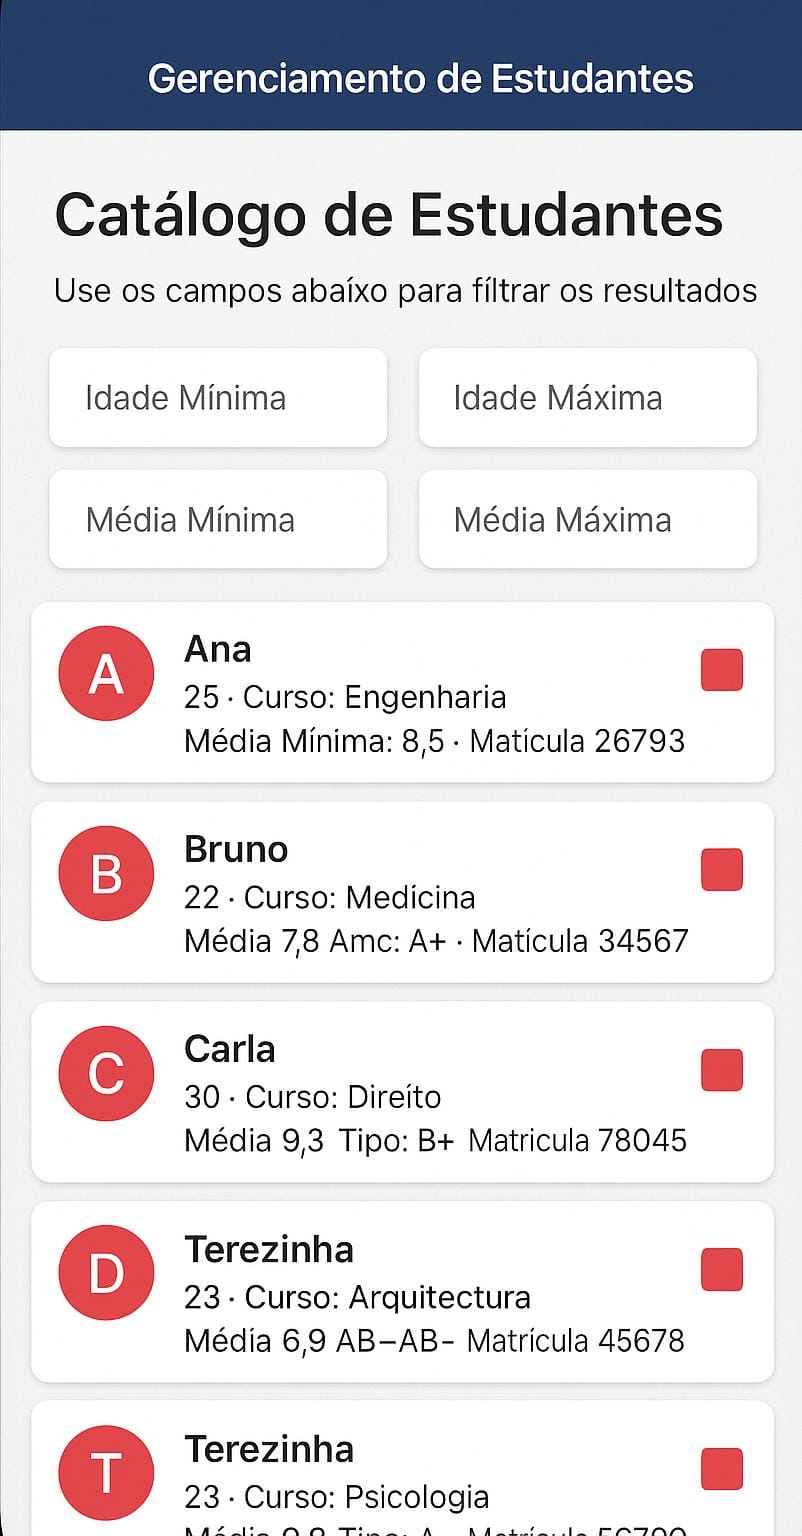 Gerenciamento de Estudantes
Catálogo de Estudantes
Use os campos abaíxo para fíltrar os resultados
Idade Mínima
Idade Máxima
Média Mínima
Média Máxima
A
Ana
25 · Curso: Engenharia
Média Mínima: 8,5 · Matícula 26793
B
Bruno
22 · Curso: Medícina
Média 7,8 Amc: A+ · Matícula 34567
C
Carla
30 · Curso: Direíto
Média 9,3 Tipo: B+ Matricula 78045
D
Terezinha
23 · Curso: Arquitectura
Médía 6,9 AB–AB- Matrícula 45678
T
Terezinha
23 · Curso: Psicologia